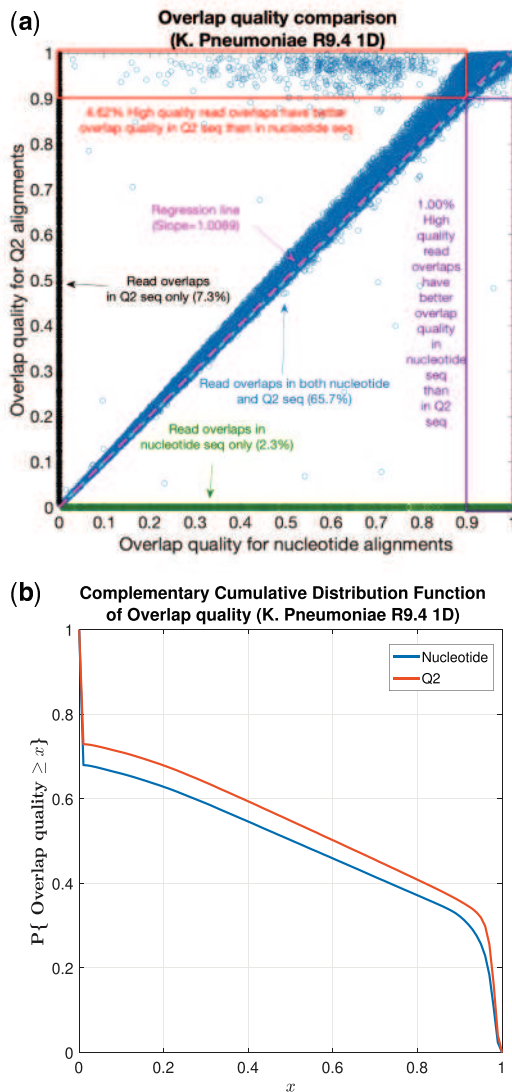 (a)
Overlap quality comparison
(K. Pneumoniae R9.4 1D)
1
0.9
0.8
0.7
0.6
0.5
0.4
0.3
0.2
0.1
0
Overlap quality for Q2 alignments
4.62% High quality read overlaps have better
overlap quality in Q2 seq than in nucleotide seq
Regression line
(Slope=1.0089)
Read overlaps
in Q2 seq only (7.3%)
Read overlaps in both nucleotide
and Q2 seq (65.7%)
Read overlaps in
nucleotide seq only (2.3%)
1.00%
High
quality
read
overlaps
have
better
overlap
quality
in
nucleotide
seq
than
in Q2
seq
0 0.1 0.2 0.3 0.4 0.5 0.6 0.7 0.8 0.9 1
Overlap quality for nucleotide alignments
(b)
Complementary Cumulative Distribution Function
of Overlap quality (K. Pneumoniae R9.4 1D)
1
0.8
0.6
0.4
0.2
0
P{ Overlap quality ≥ x}
Nucleotide
Q2
0 0.2 0.4 0.6 0.8 1
x